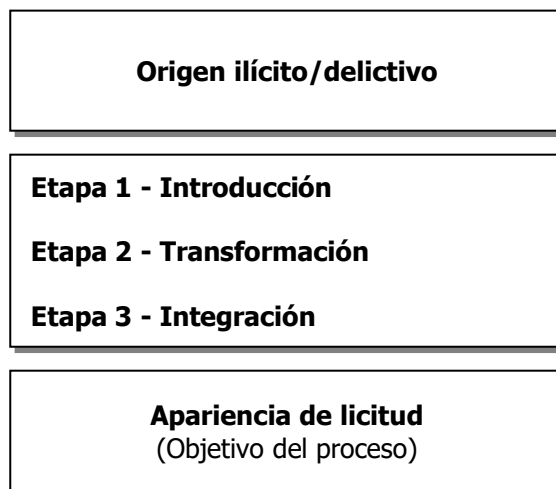 Origen ilícito/delictivo
Etapa 1 - Introducción
Etapa 2 - Transformación
Etapa 3 - Integración
Apariencia de licitud
(Objetivo del proceso)